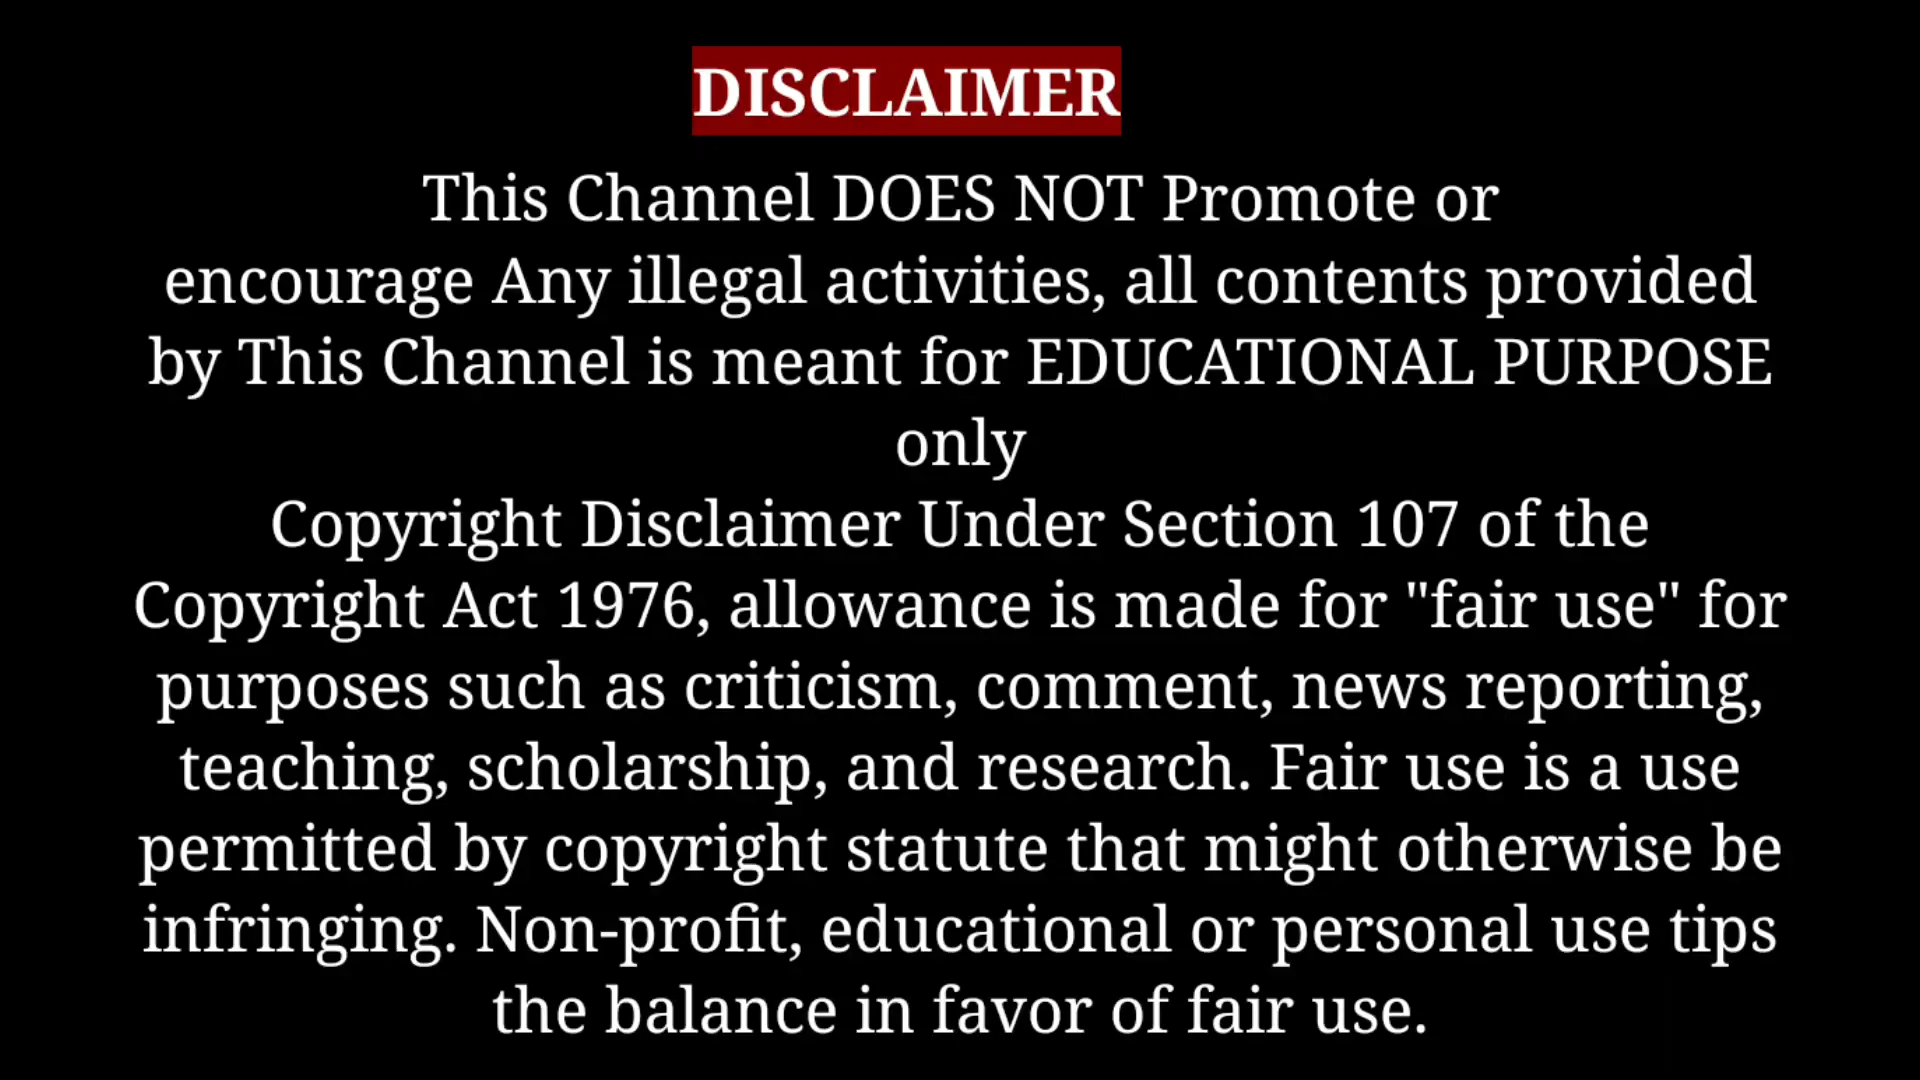 DISCLAIMER
This Channel DOES NOT Promote or
encourage Any illegal activities, all contents provided
by This Channel is meant for EDUCATIONAL PURPOSE
only
Copyright Disclaimer Under Section 107 of the
Copyright Act 1976, allowance is made for "fair use" for
purposes such as criticism, comment, news reporting,
teaching, scholarship, and research. Fair use is a use
permitted by copyright statute that might otherwise be
infringing. Non-profit, educational or personal use tips
the balance in favor of fair use.